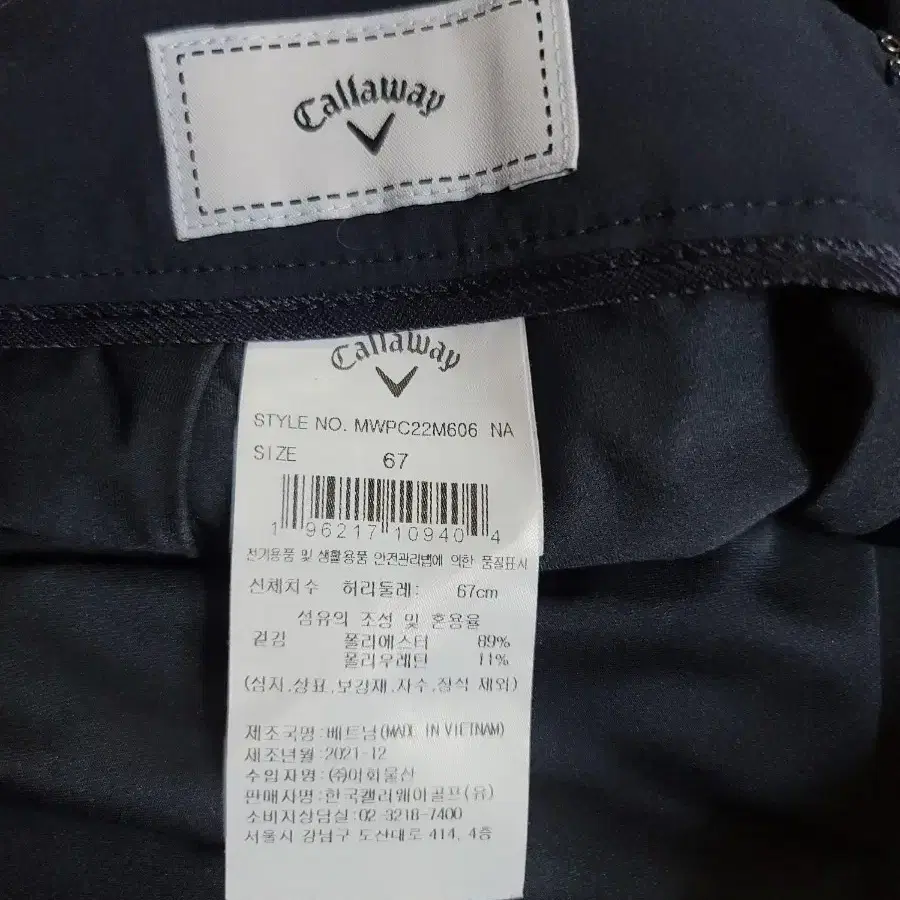 Callaway
Callaway
STYLE NO. MWPC22M606 NA
SIZE 67
1 96217 10940 4
전기용품 및 생활용품 안전관리법에 의한 품질표시
신체치수 허리둘레: 67cm
섬유의 조성 및 혼용율
겉감 폴리에스터 89%
폴리우레탄 11%
(심지,상표,보강재,자수,장식 제외)
제조국명:베트남(MADE IN VIETNAM)
제조년월:2021-12
수입자명:㈜이화물산
판매사명:한국캘러웨이골프(유)
소비자상담실:02-3218-7400
서울시 강남구 도산대로 414, 4층